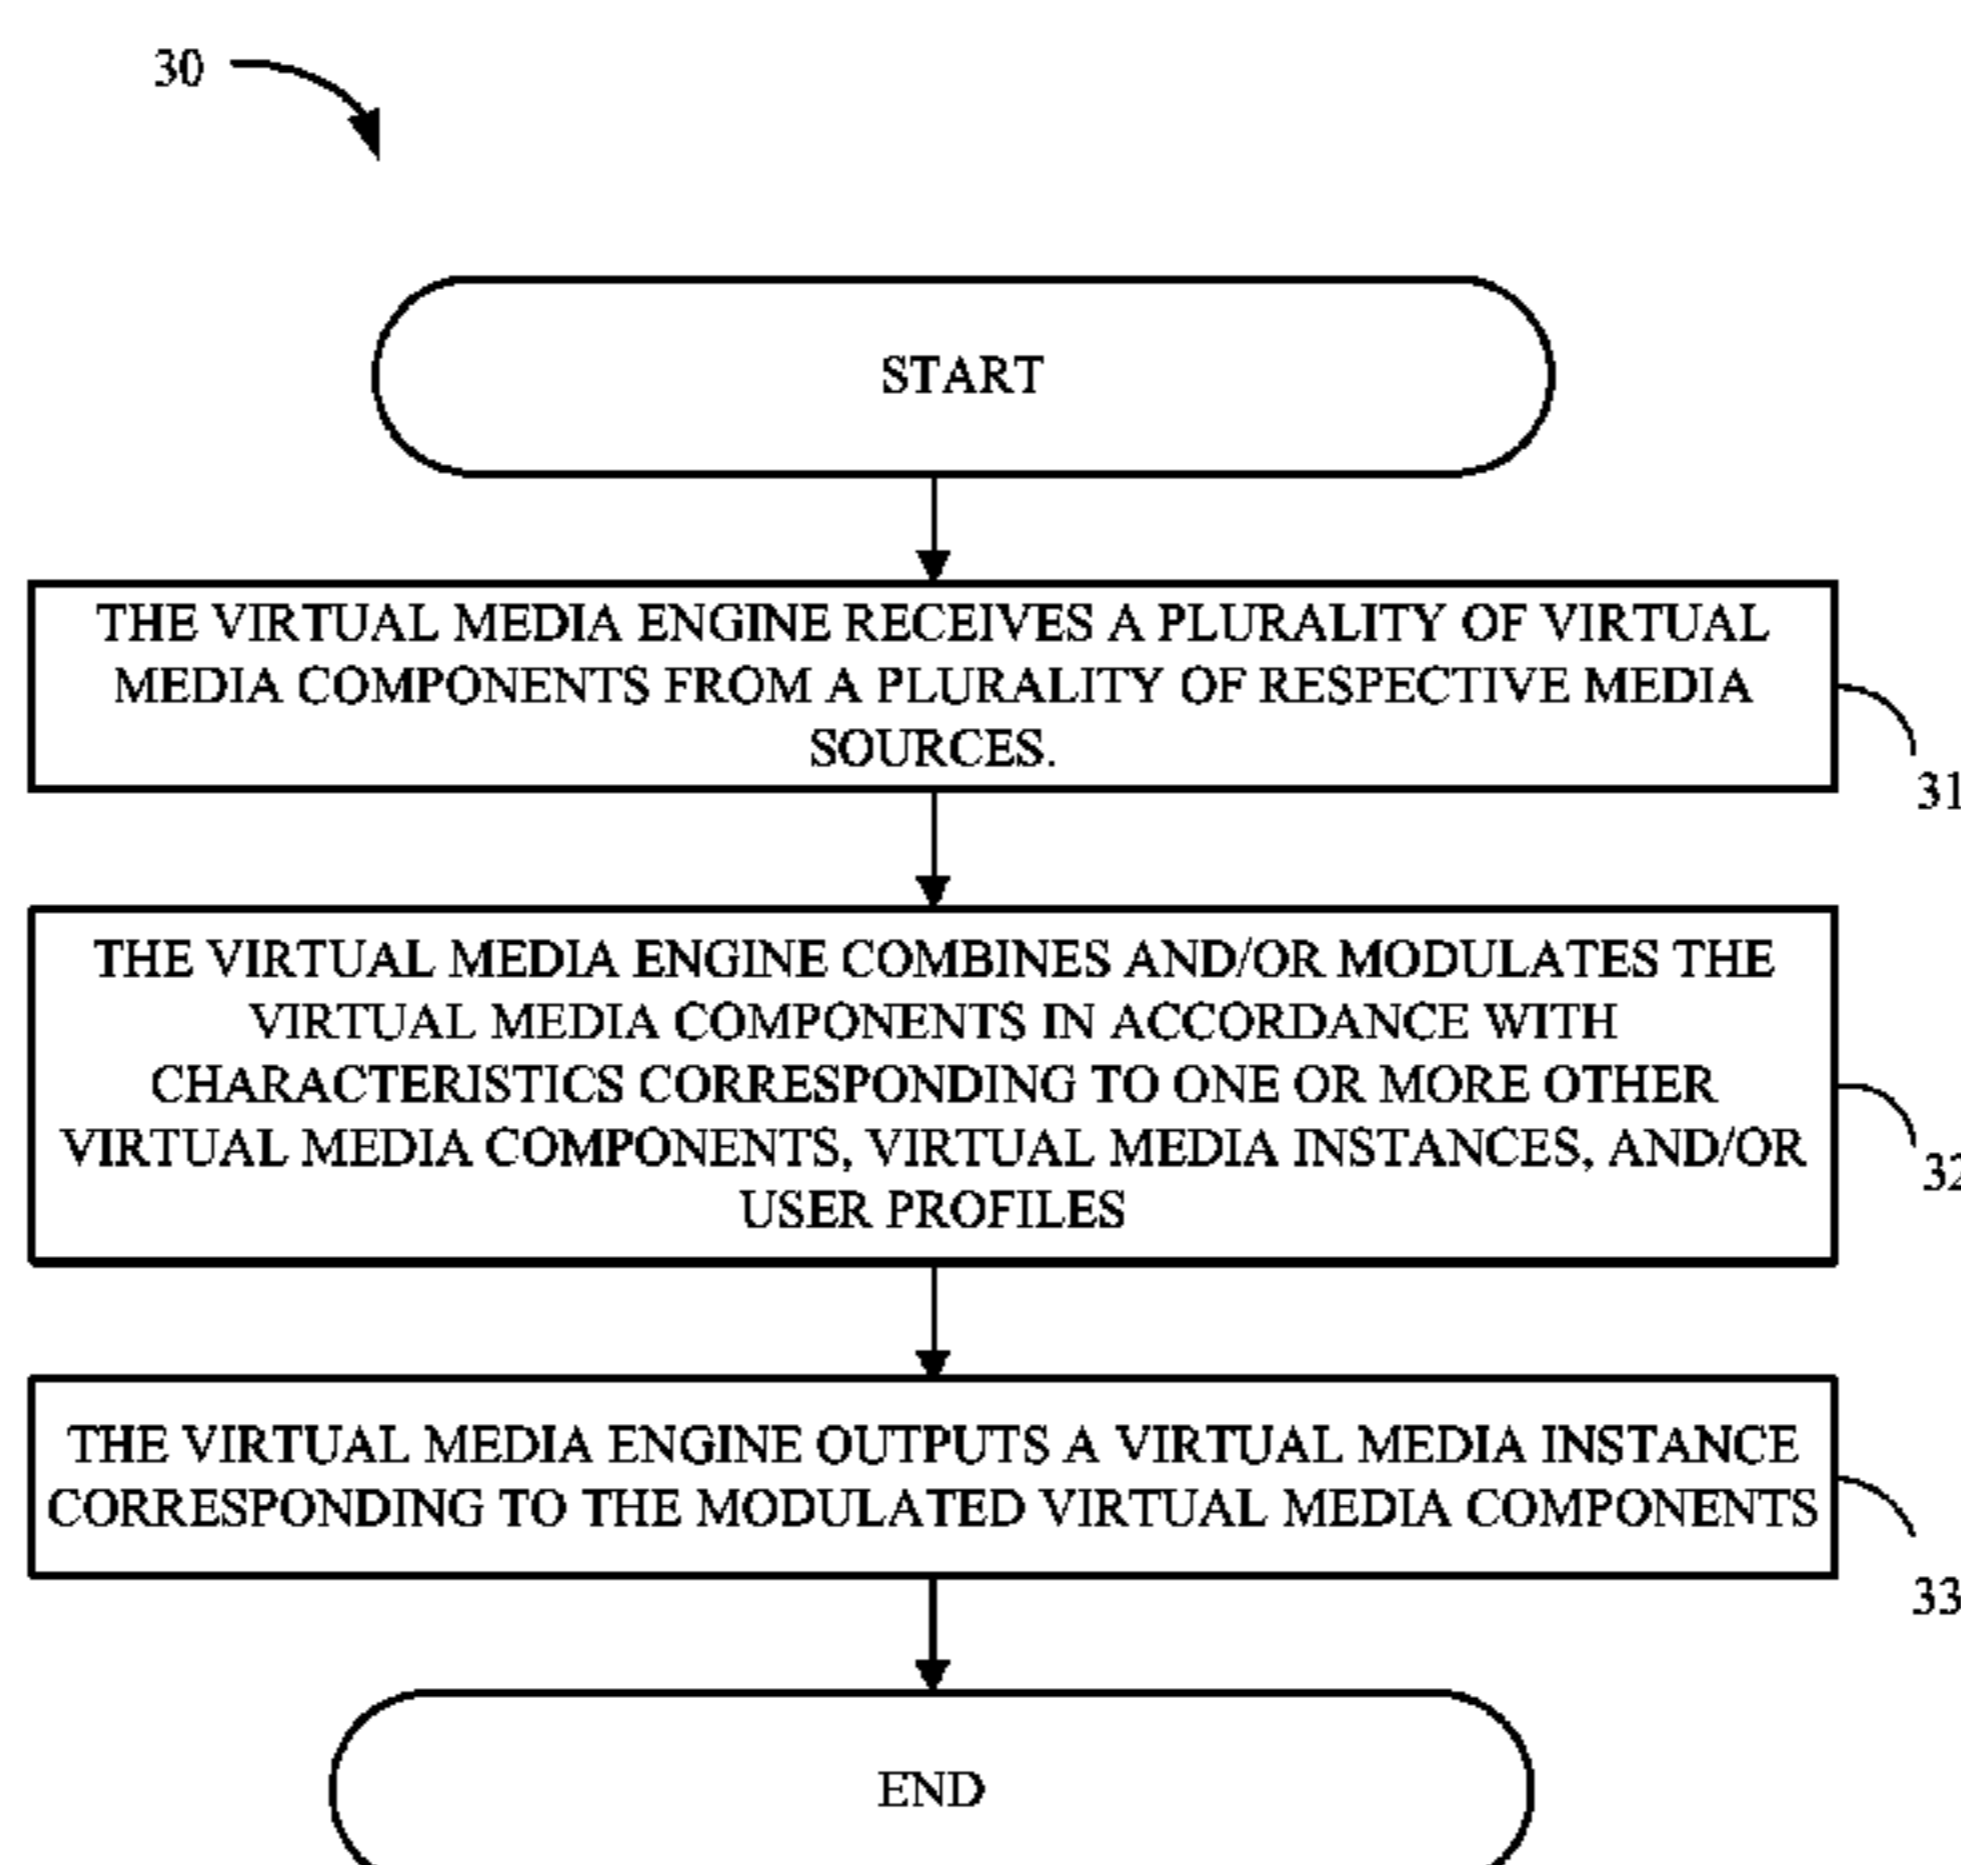 30
START
THE VIRTUAL MEDIA ENGINE RECEIVES A PLURALITY OF VIRTUAL
MEDIA COMPONENTS FROM A PLURALITY OF RESPECTIVE MEDIA
SOURCES.
31
THE VIRTUAL MEDIA ENGINE COMBINES AND/OR MODULATES THE
VIRTUAL MEDIA COMPONENTS IN ACCORDANCE WITH
CHARACTERISTICS CORRESPONDING TO ONE OR MORE OTHER
VIRTUAL MEDIA COMPONENTS, VIRTUAL MEDIA INSTANCES, AND/OR
USER PROFILES
32
THE VIRTUAL MEDIA ENGINE OUTPUTS A VIRTUAL MEDIA INSTANCE
CORRESPONDING TO THE MODULATED VIRTUAL MEDIA COMPONENTS
33
END